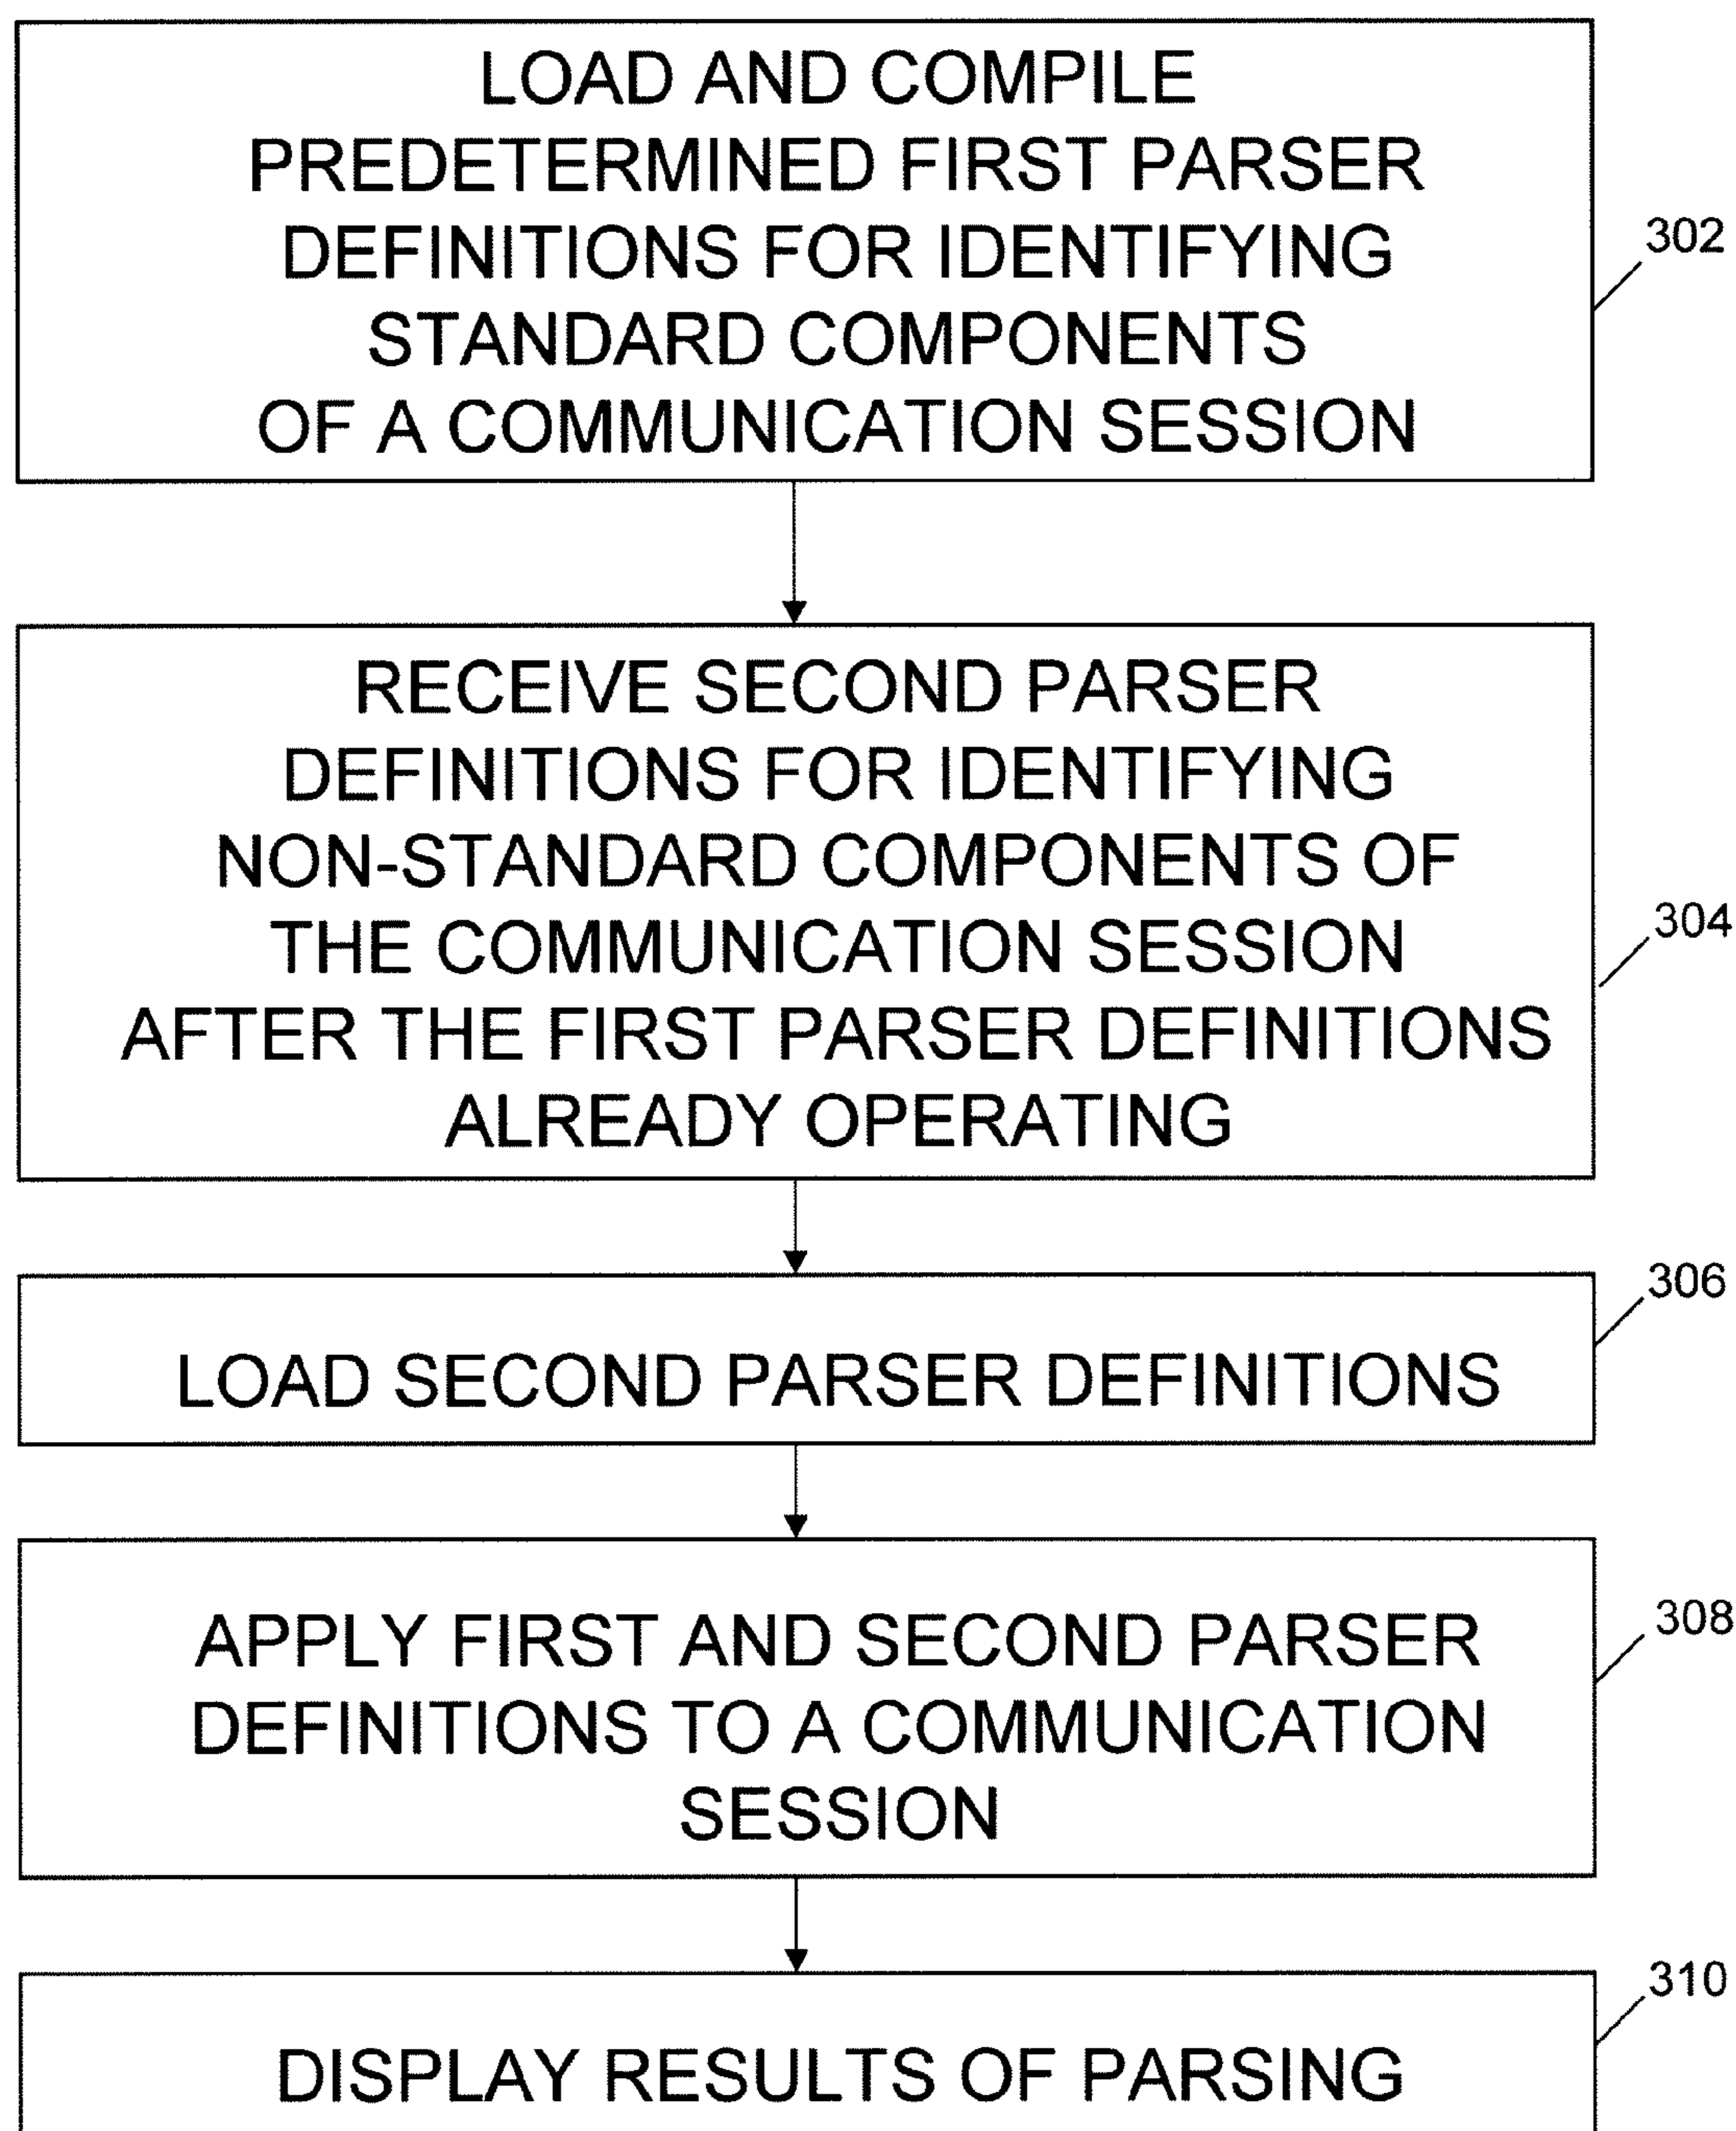 LOAD AND COMPILE
PREDETERMINED FIRST PARSER
DEFINITIONS FOR IDENTIFYING
STANDARD COMPONENTS
OF A COMMUNICATION SESSION
302
RECEIVE SECOND PARSER
DEFINITIONS FOR IDENTIFYING
NON-STANDARD COMPONENTS OF
THE COMMUNICATION SESSION
AFTER THE FIRST PARSER DEFINITIONS
ALREADY OPERATING
304
LOAD SECOND PARSER DEFINITIONS
306
APPLY FIRST AND SECOND PARSER
DEFINITIONS TO A COMMUNICATION
SESSION
308
DISPLAY RESULTS OF PARSING
310